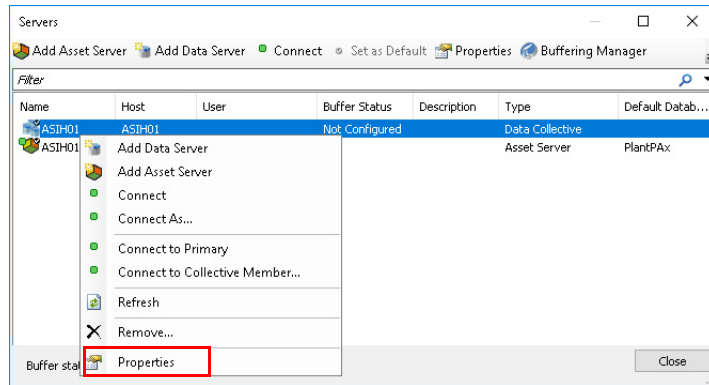 Servers
Add Asset Server Add Data Server Connect Set as Default Properties Buffering Manager
Filter
Name Host User Buffer Status Description Type Default Datab...
ASIH01 ASIH01 Not Configured Data Collective
ASIH01 Asset Server PlantPAx
Add Data Server
Add Asset Server
Connect
Connect As...
Connect to Primary
Connect to Collective Member...
Refresh
Remove...
Properties
Buffer stat
Close